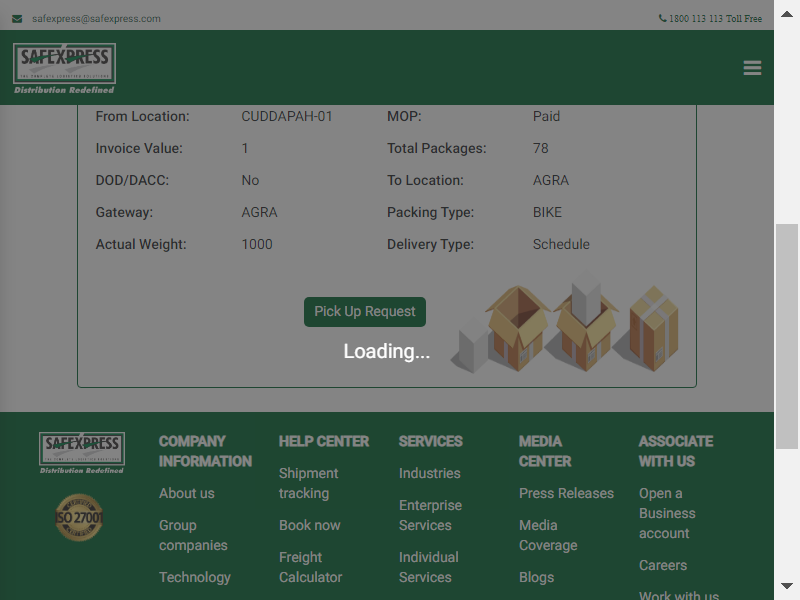 safexpress@safexpress.com
1800 113 113 Toll Free
SAFEXPRESS
Distribution Redefined
From Location: CUDDAPAH-01 MOP: Paid
Invoice Value: 1 Total Packages: 78
DOD/DACC: No To Location: AGRA
Gateway: AGRA Packing Type: BIKE
Actual Weight: 1000 Delivery Type: Schedule
Pick Up Request
Loading...
SAFEXPRESS
Distribution Redefined
ISO 27001
COMPANY
INFORMATION
About us
Group
companies
Technology
HELP CENTER
Shipment
tracking
Book now
Freight
Calculator
SERVICES
Industries
Enterprise
Services
Individual
Services
MEDIA
CENTER
Press Releases
Media
Coverage
Blogs
ASSOCIATE
WITH US
Open a
Business
account
Careers
Work with us